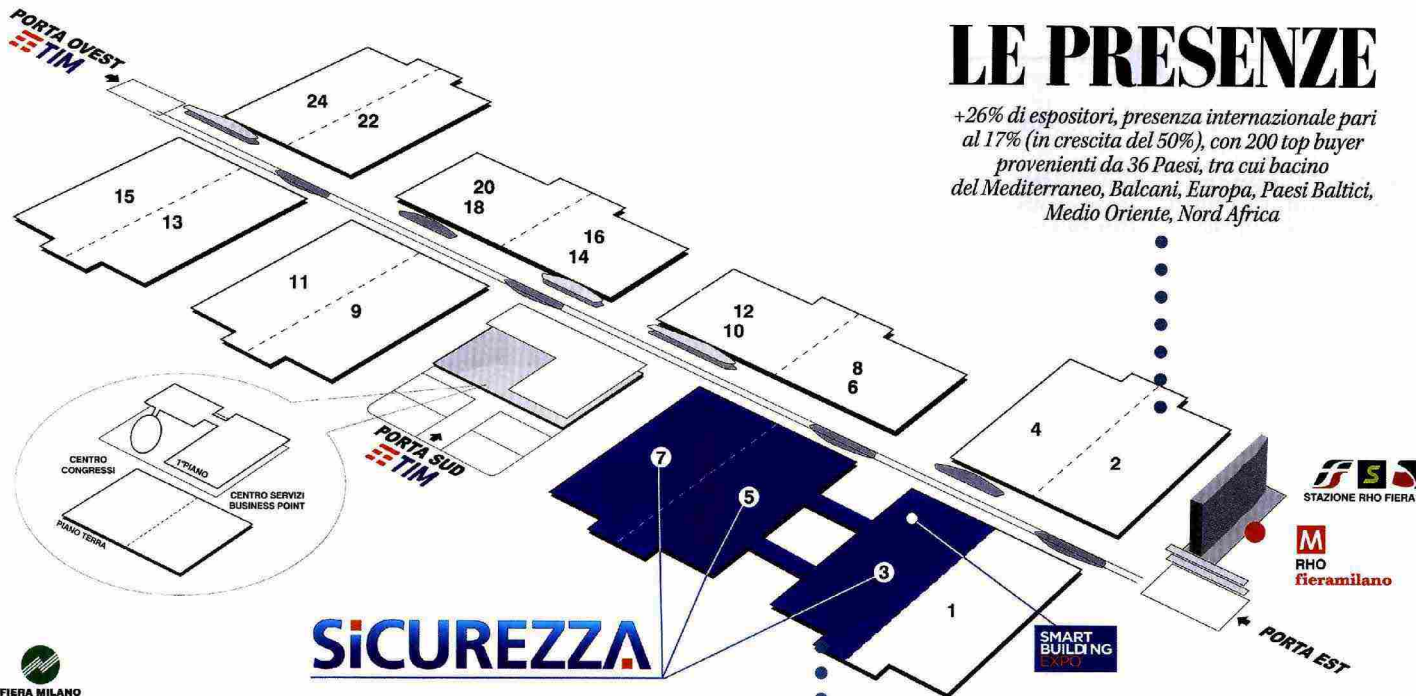 PORTA OVEST
TIM
LE PRESENZE
+26% di espositori, presenza internazionale pari
al 17% (in crescita del 50%), con 200 top buyer
provenienti da 36 Paesi, tra cui bacino
del Mediterraneo, Balcani, Europa, Paesi Baltici,
Medio Oriente, Nord Africa
24
22
20
18
16
14
15
13
11
9
12
10
8
6
4
2
7
5
3
1
CENTRO
CONGRESSI
1°PIANO
CENTRO SERVIZI
BUSINESS POINT
PIANO TERRA
PORTA SUD
TIM
S
STAZIONE RHO FIERA
M
RHO
fieramilano
PORTA EST
SiCUREZZA
SMART
BUILDING
EXPO
FIERA MILANO